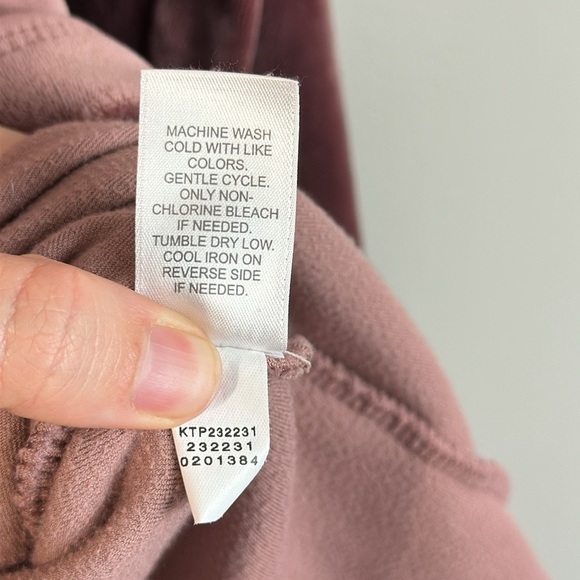 MACHINE WASH
COLD WITH LIKE
COLORS.
GENTLE CYCLE.
ONLY NON-
CHLORINE BLEACH
IF NEEDED.
TUMBLE DRY LOW.
COOL IRON ON
REVERSE SIDE
IF NEEDED.
KTP232231
232231
0201384